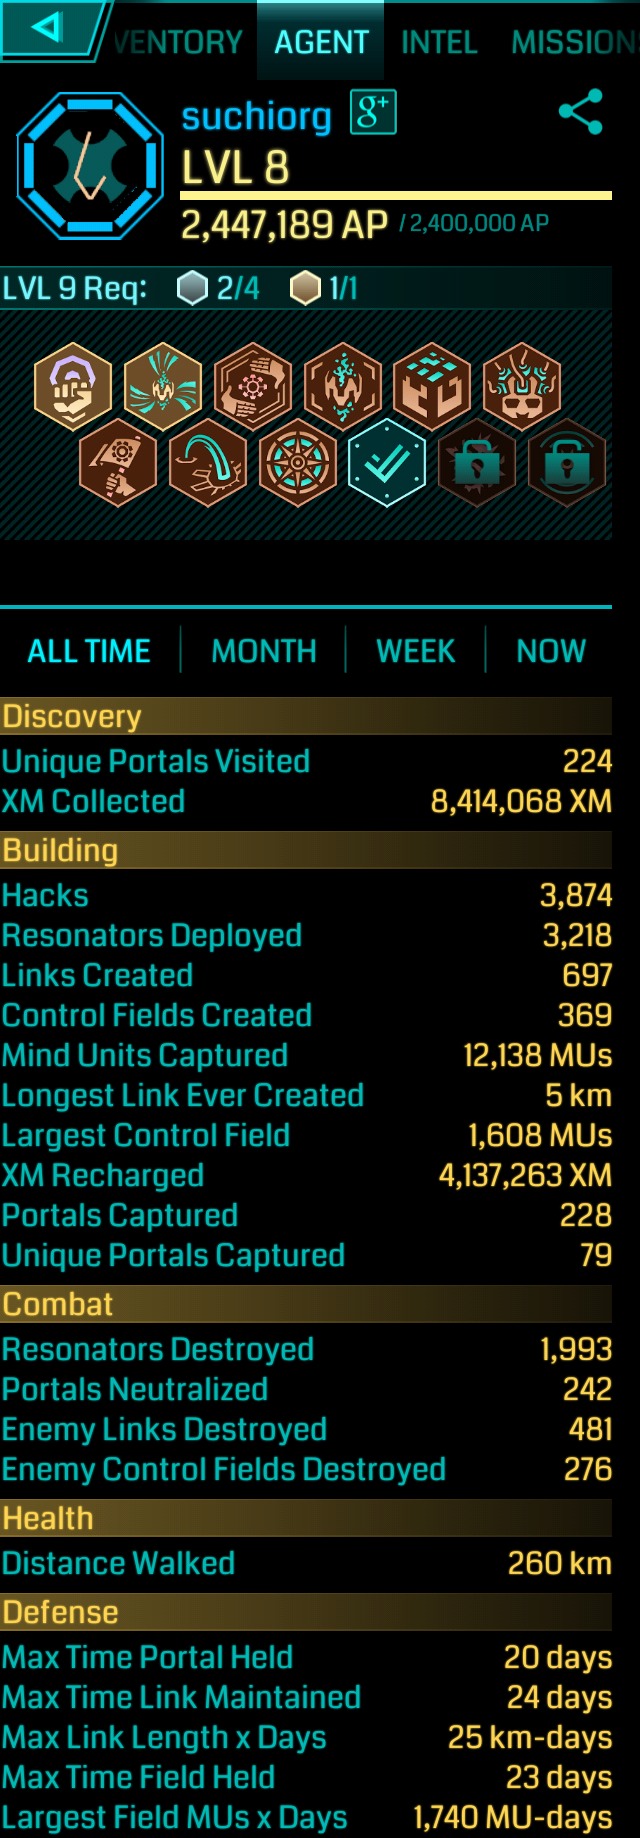 VENTORY AGENT INTEL MISSION
suchiorg g+
LVL 8
2,447,189 AP / 2,400,000 AP
LVL 9 Req: 2/4 1/1
ALL TIME MONTH WEEK NOW
Discovery
Unique Portals Visited 224
XM Collected 8,414,068 XM
Building
Hacks 3,874
Resonators Deployed 3,218
Links Created 697
Control Fields Created 369
Mind Units Captured 12,138 MUs
Longest Link Ever Created 5 km
Largest Control Field 1,608 MUs
XM Recharged 4,137,263 XM
Portals Captured 228
Unique Portals Captured 79
Combat
Resonators Destroyed 1,993
Portals Neutralized 242
Enemy Links Destroyed 481
Enemy Control Fields Destroyed 276
Health
Distance Walked 260 km
Defense
Max Time Portal Held 20 days
Max Time Link Maintained 24 days
Max Link Length x Days 25 km-days
Max Time Field Held 23 days
Largest Field MUs x Days 1,740 MU-days